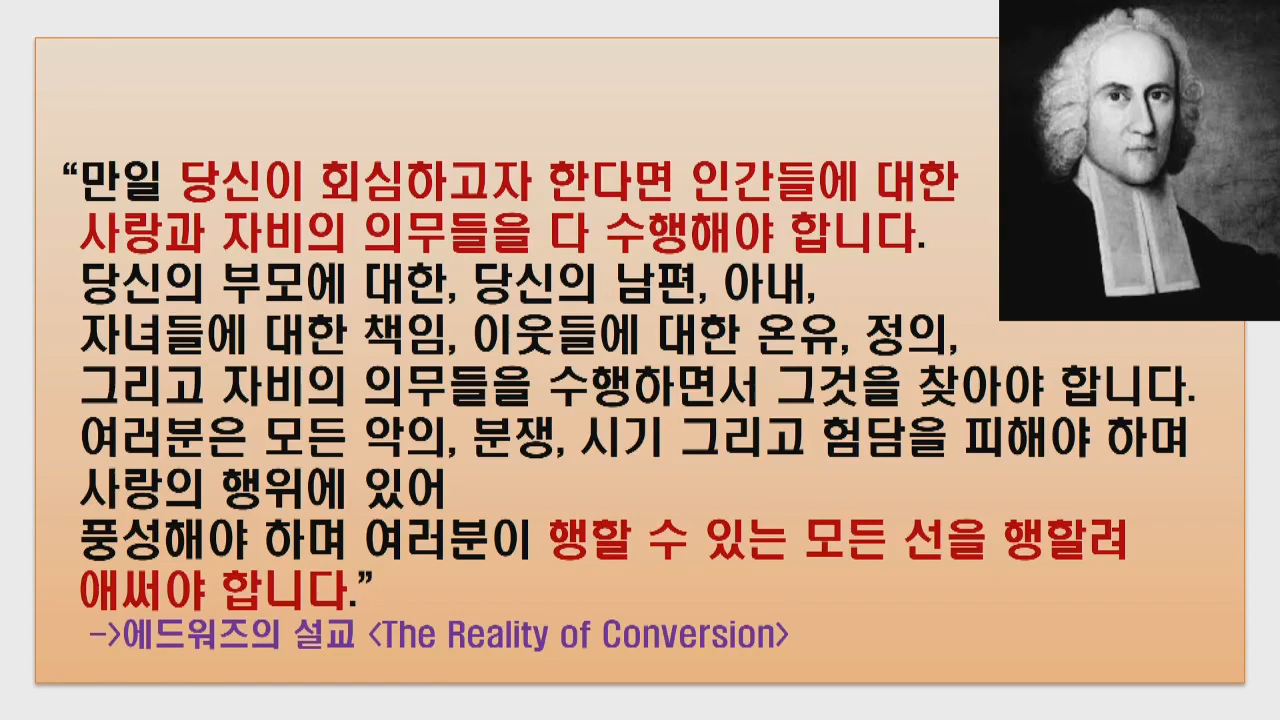 “만일 당신이 회심하고자 한다면 인간들에 대한
사랑과 자비의 의무들을 다 수행해야 합니다.
당신의 부모에 대한, 당신의 남편, 아내,
자녀들에 대한 책임, 이웃들에 대한 온유, 정의,
그리고 자비의 의무들을 수행하면서 그것을 찾아야 합니다.
여러분은 모든 악의, 분쟁, 시기 그리고 험담을 피해야 하며
사랑의 행위에 있어
풍성해야 하며 여러분이 행할 수 있는 모든 선을 행할려
애써야 합니다.”
->에드워즈의 설교 <The Reality of Conversion>